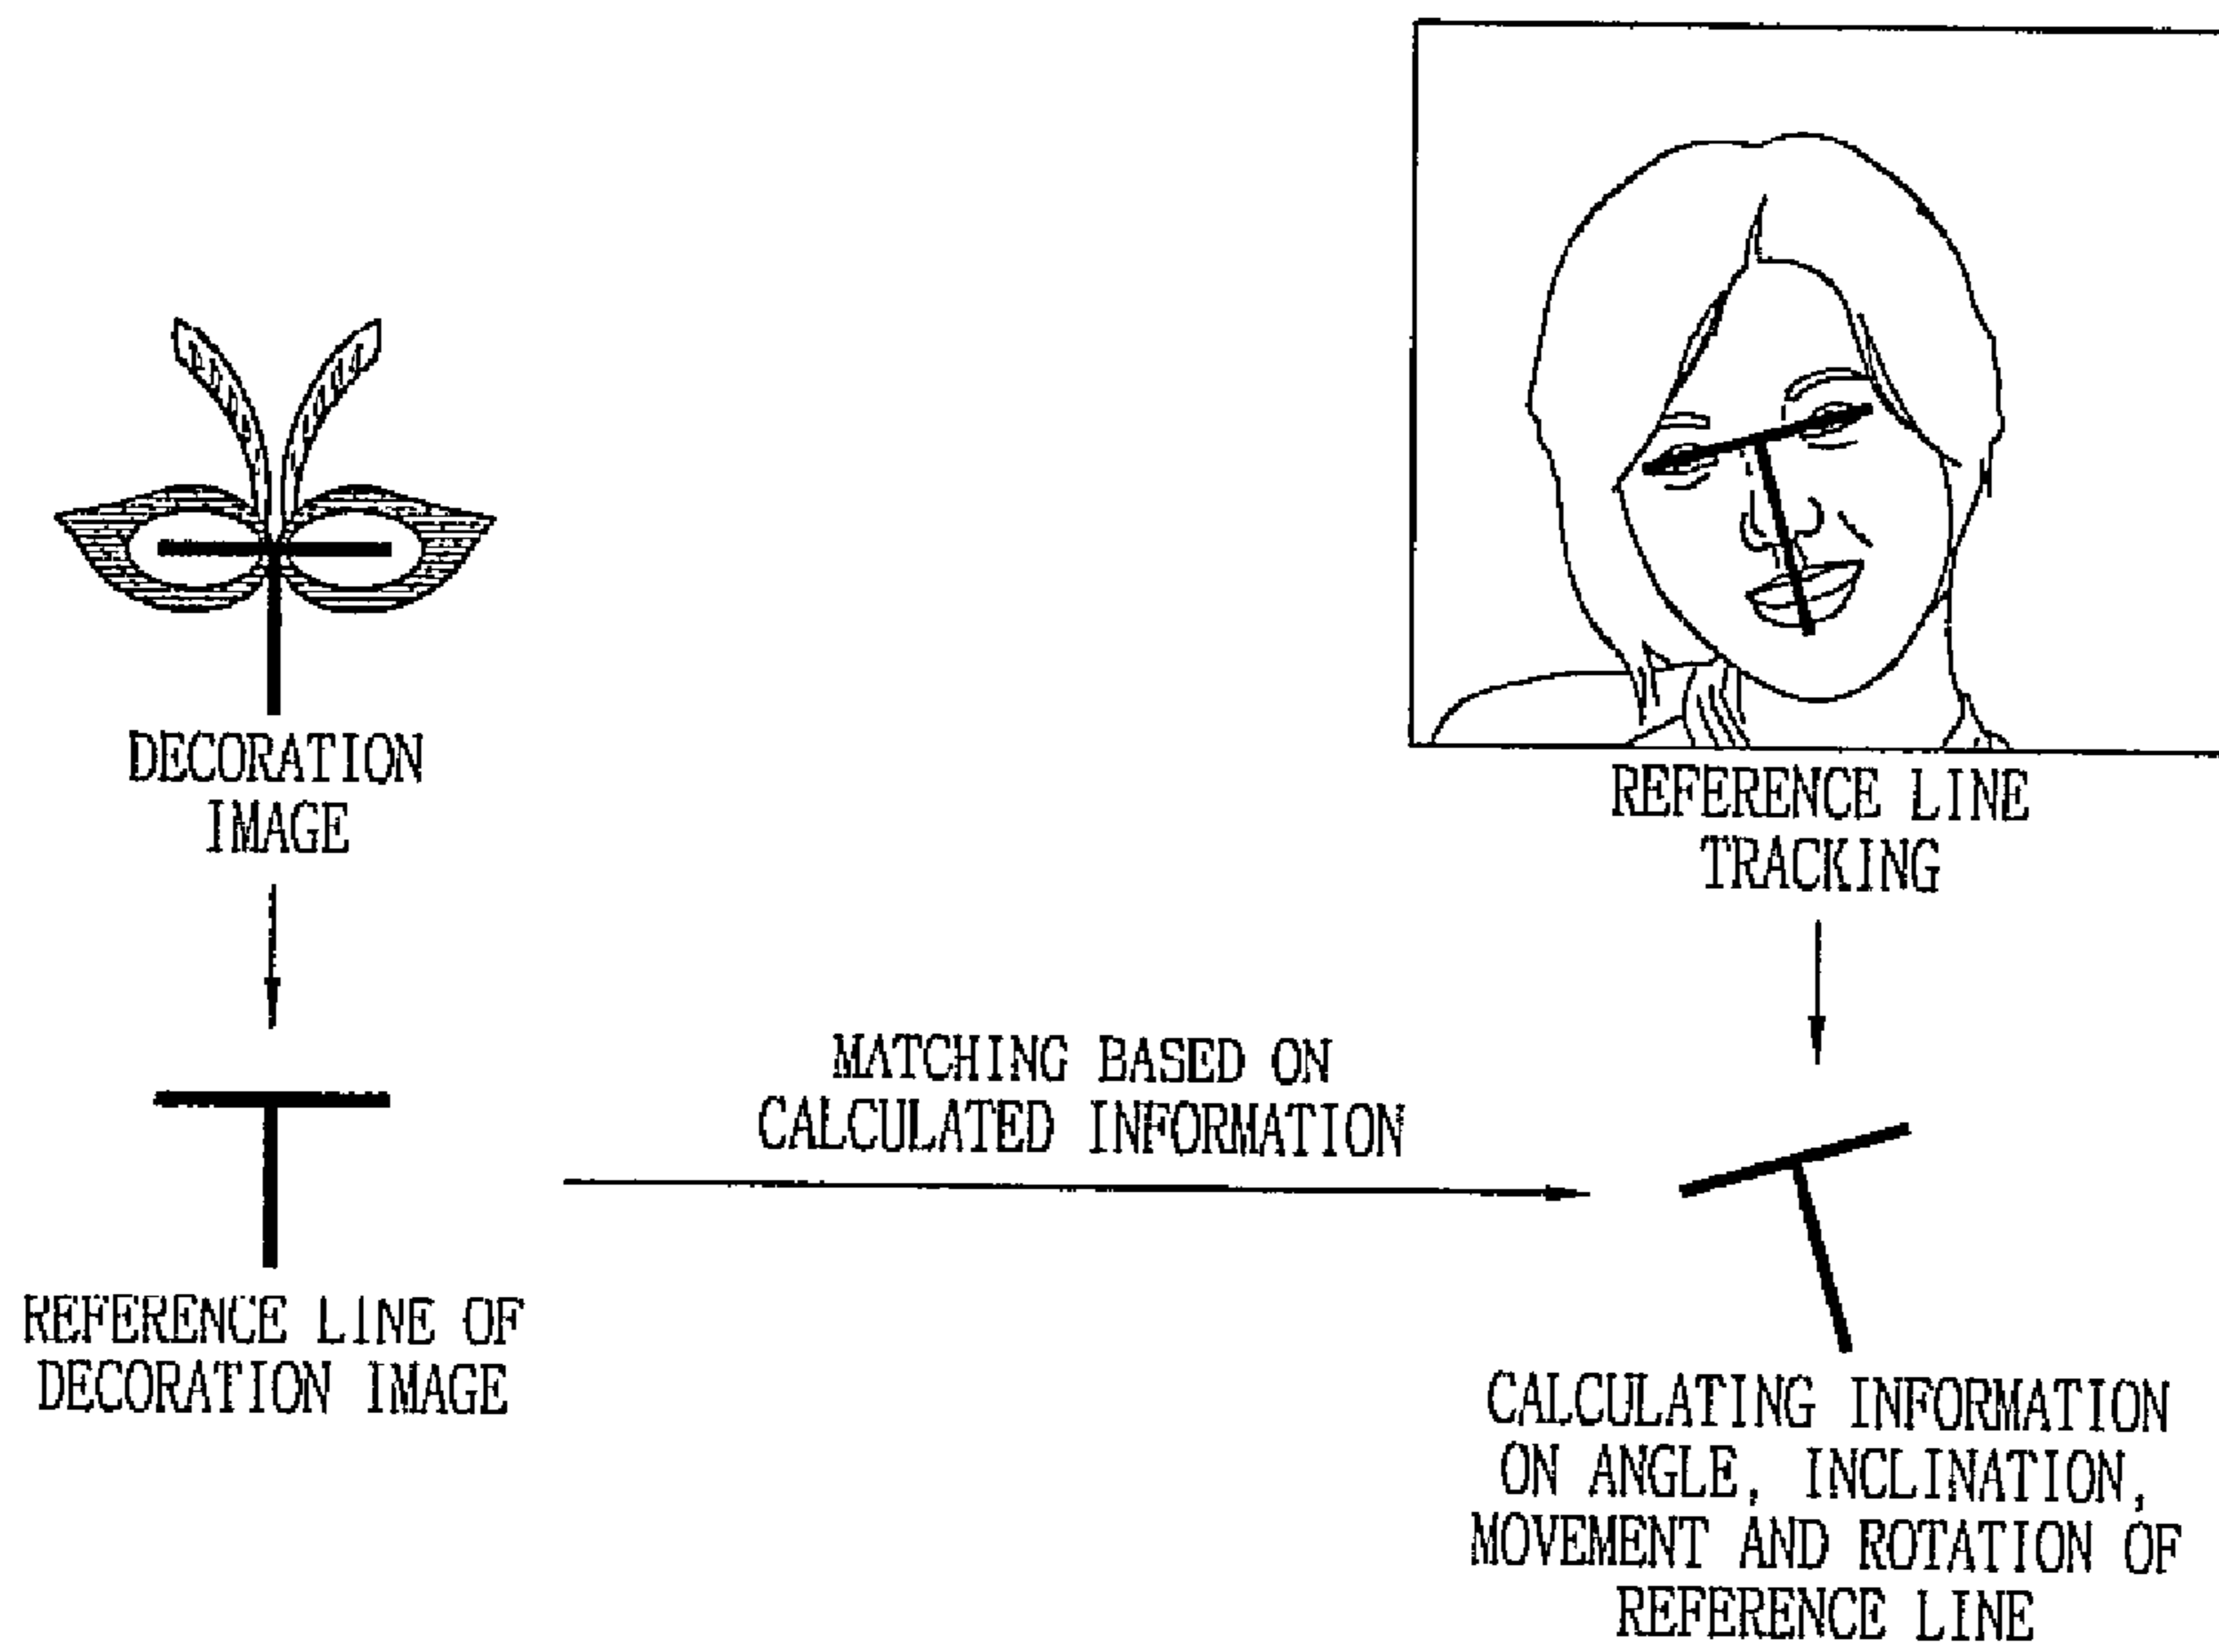 DECORATION
IMAGE
REFERENCE LINE
TRACKING
MATCHING BASED ON
CALCULATED INFORMATION
REFERENCE LINE OF
DECORATION IMAGE
CALCULATING INFORMATION
ON ANGLE, INCLINATION,
MOVEMENT AND ROTATION OF
REFERENCE LINE